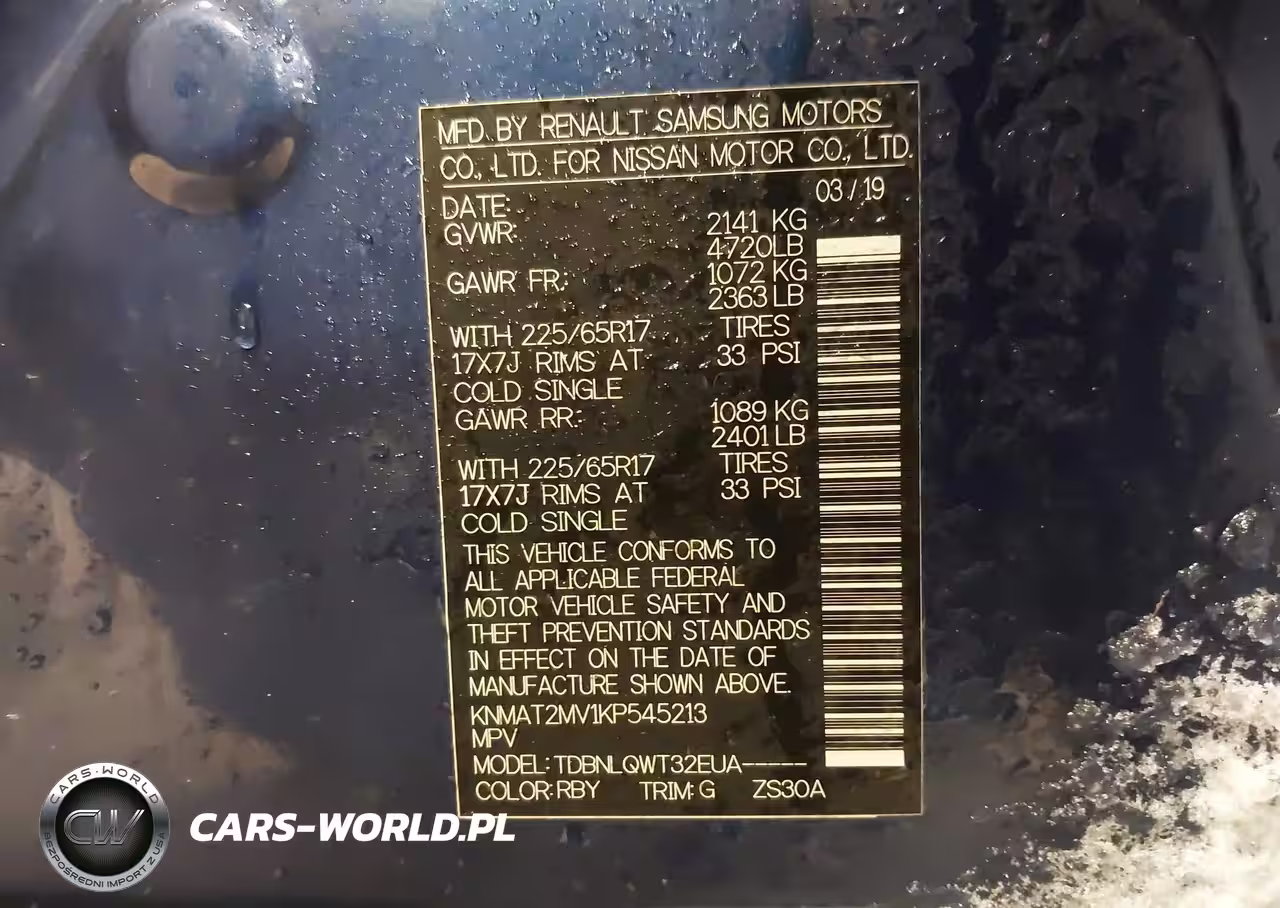 MFD. BY RENAULT SAMSUNG MOTORS
CO., LTD. FOR NISSAN MOTOR CO., LTD.
DATE: 03 / 19
GVWR: 2141 KG
4720LB
GAWR FR.: 1072 KG
2363 LB
WITH 225/65R17 TIRES
17X7J RIMS AT 33 PSI
COLD SINGLE
GAWR RR.: 1089 KG
2401 LB
WITH 225/65R17 TIRES
17X7J RIMS AT 33 PSI
COLD SINGLE
THIS VEHICLE CONFORMS TO
ALL APPLICABLE FEDERAL
MOTOR VEHICLE SAFETY AND
THEFT PREVENTION STANDARDS
IN EFFECT ON THE DATE OF
MANUFACTURE SHOWN ABOVE.
KNMAT2MV1KP545213
MPV
MODEL: TDBNLQWT32EUA-----
COLOR: RBY TRIM: G ZS30A
CARS-WORLD
CW
BEZPOŚREDNI IMPORT Z USA
CARS-WORLD.PL